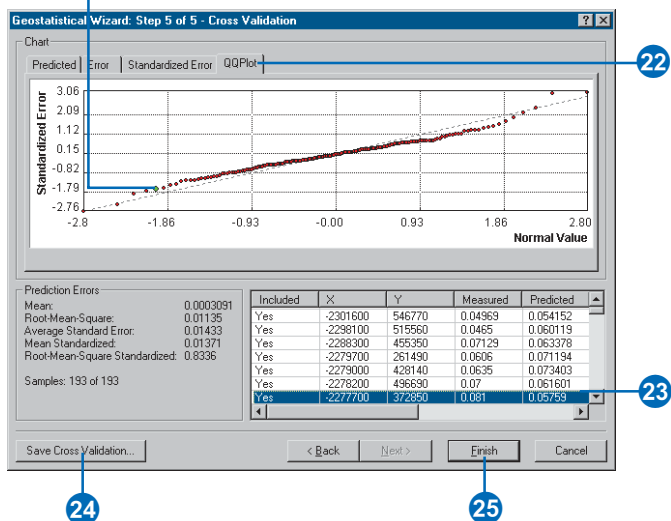 Geostatistical Wizard: Step 5 of 5 - Cross Validation
Chart
Predicted Error Standardized Error QQPlot
22
3.06
2.09
1.12
0.15
-0.82
-1.79
-2.76
Standardized Error
-2.8 -1.86 -0.93 -0.00 0.93 1.86 2.80
Normal Value
Prediction Errors
Mean: 0.0003091
Root-Mean-Square: 0.01135
Average Standard Error: 0.01433
Mean Standardized: 0.01371
Root-Mean-Square Standardized: 0.8336
Samples: 193 of 193
Included X Y Measured Predicted
Yes -2301600 546770 0.04969 0.054152
Yes -2298100 515560 0.0465 0.060119
Yes -2288300 455350 0.07129 0.063378
Yes -2279700 261490 0.0606 0.071194
Yes -2279000 428140 0.0635 0.073403
Yes -2278200 496690 0.07 0.061601
Yes -2277700 372850 0.081 0.05759
23
Save Cross Validation... < Back Next > Finish Cancel
24 25